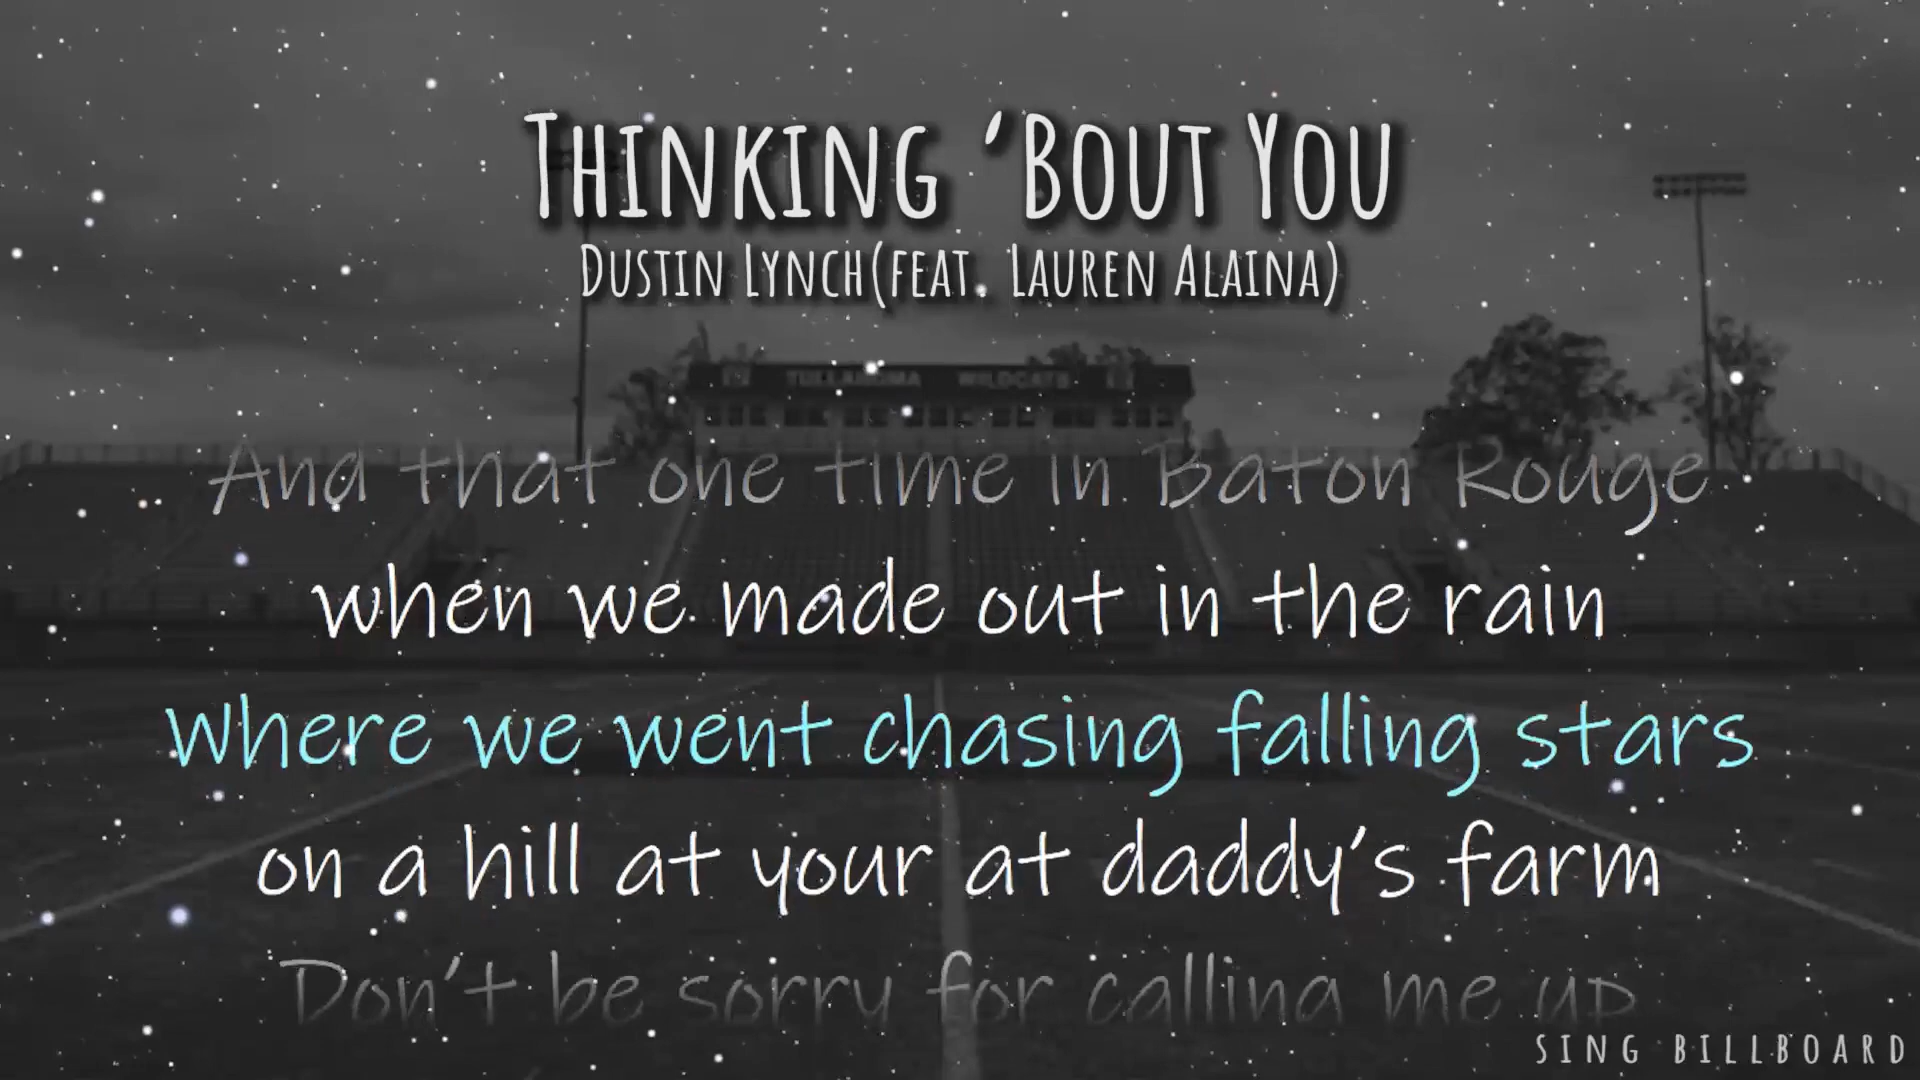 Thinking ‘Bout You
Dustin Lynch(feat. Lauren Alaina)
TULLAHOMA WILDCATS
And that one time in Baton Rouge
when we made out in the rain
Where we went chasing falling stars
on a hill at your at daddy's farm
Don't be sorry for calling me up
SING BILLBOARD